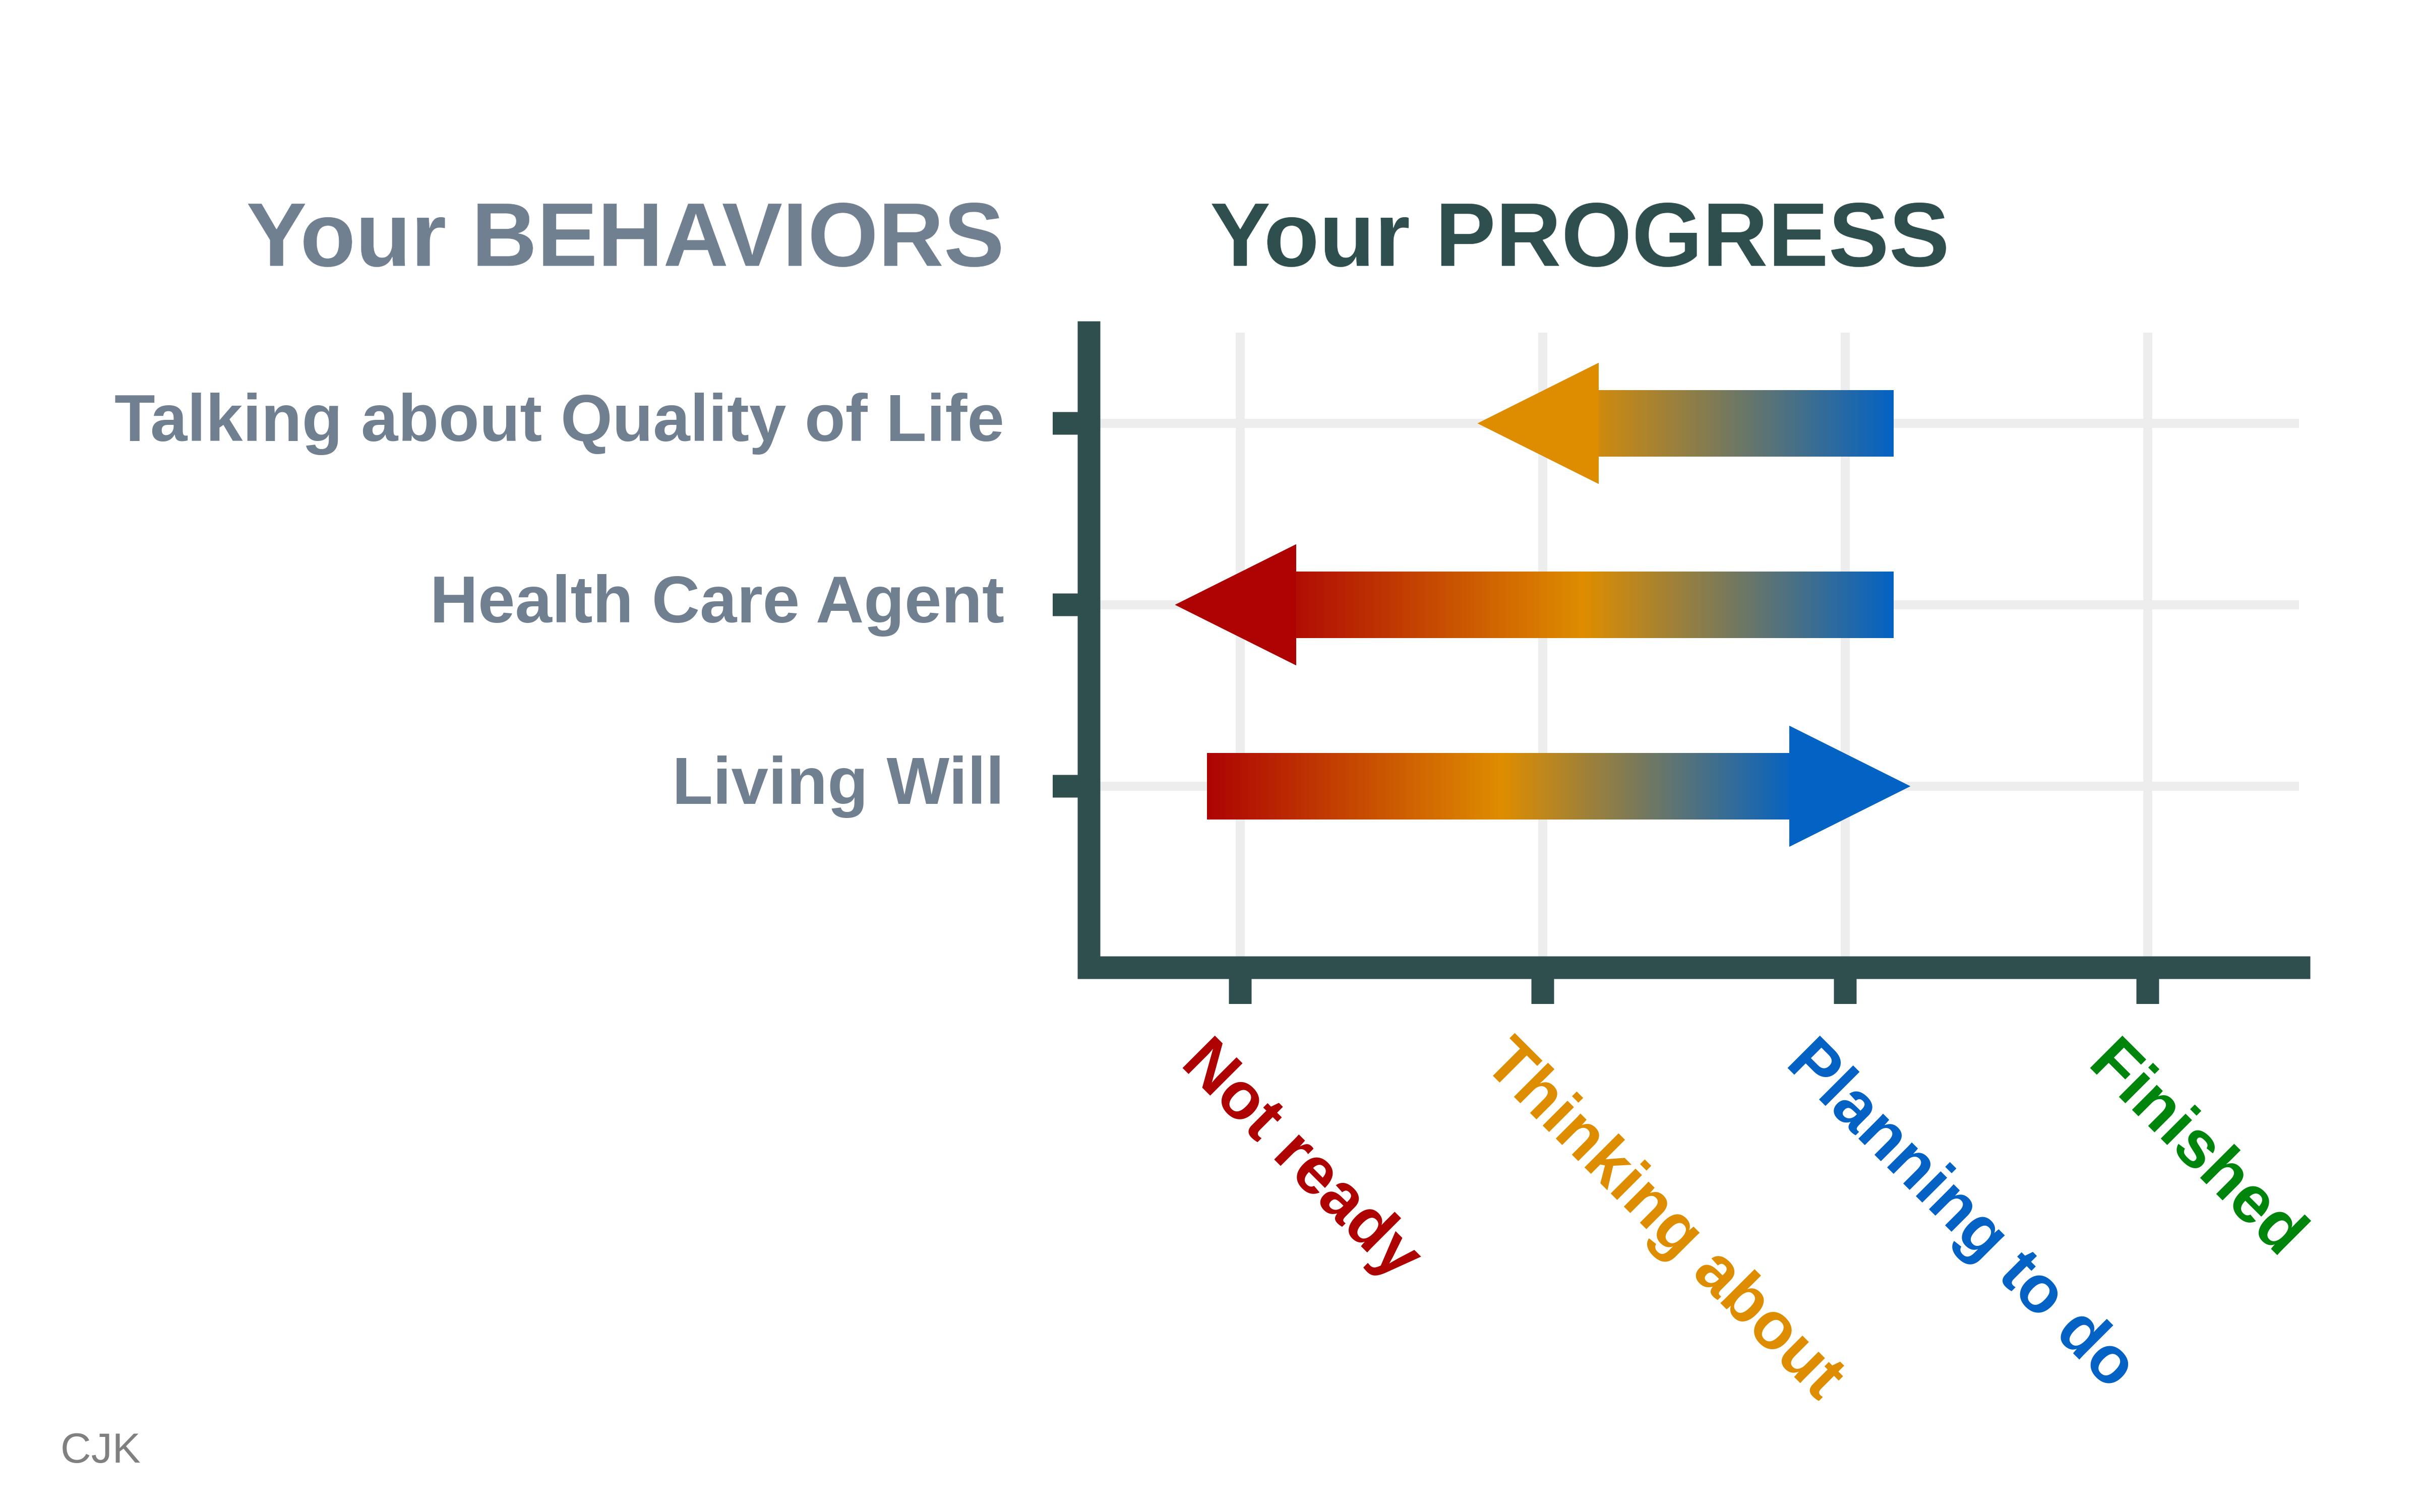 Your BEHAVIORS
Your PROGRESS
Talking about Quality of Life
Health Care Agent
Living Will
Not ready
Thinking about
Planning to do
Finished
CJK